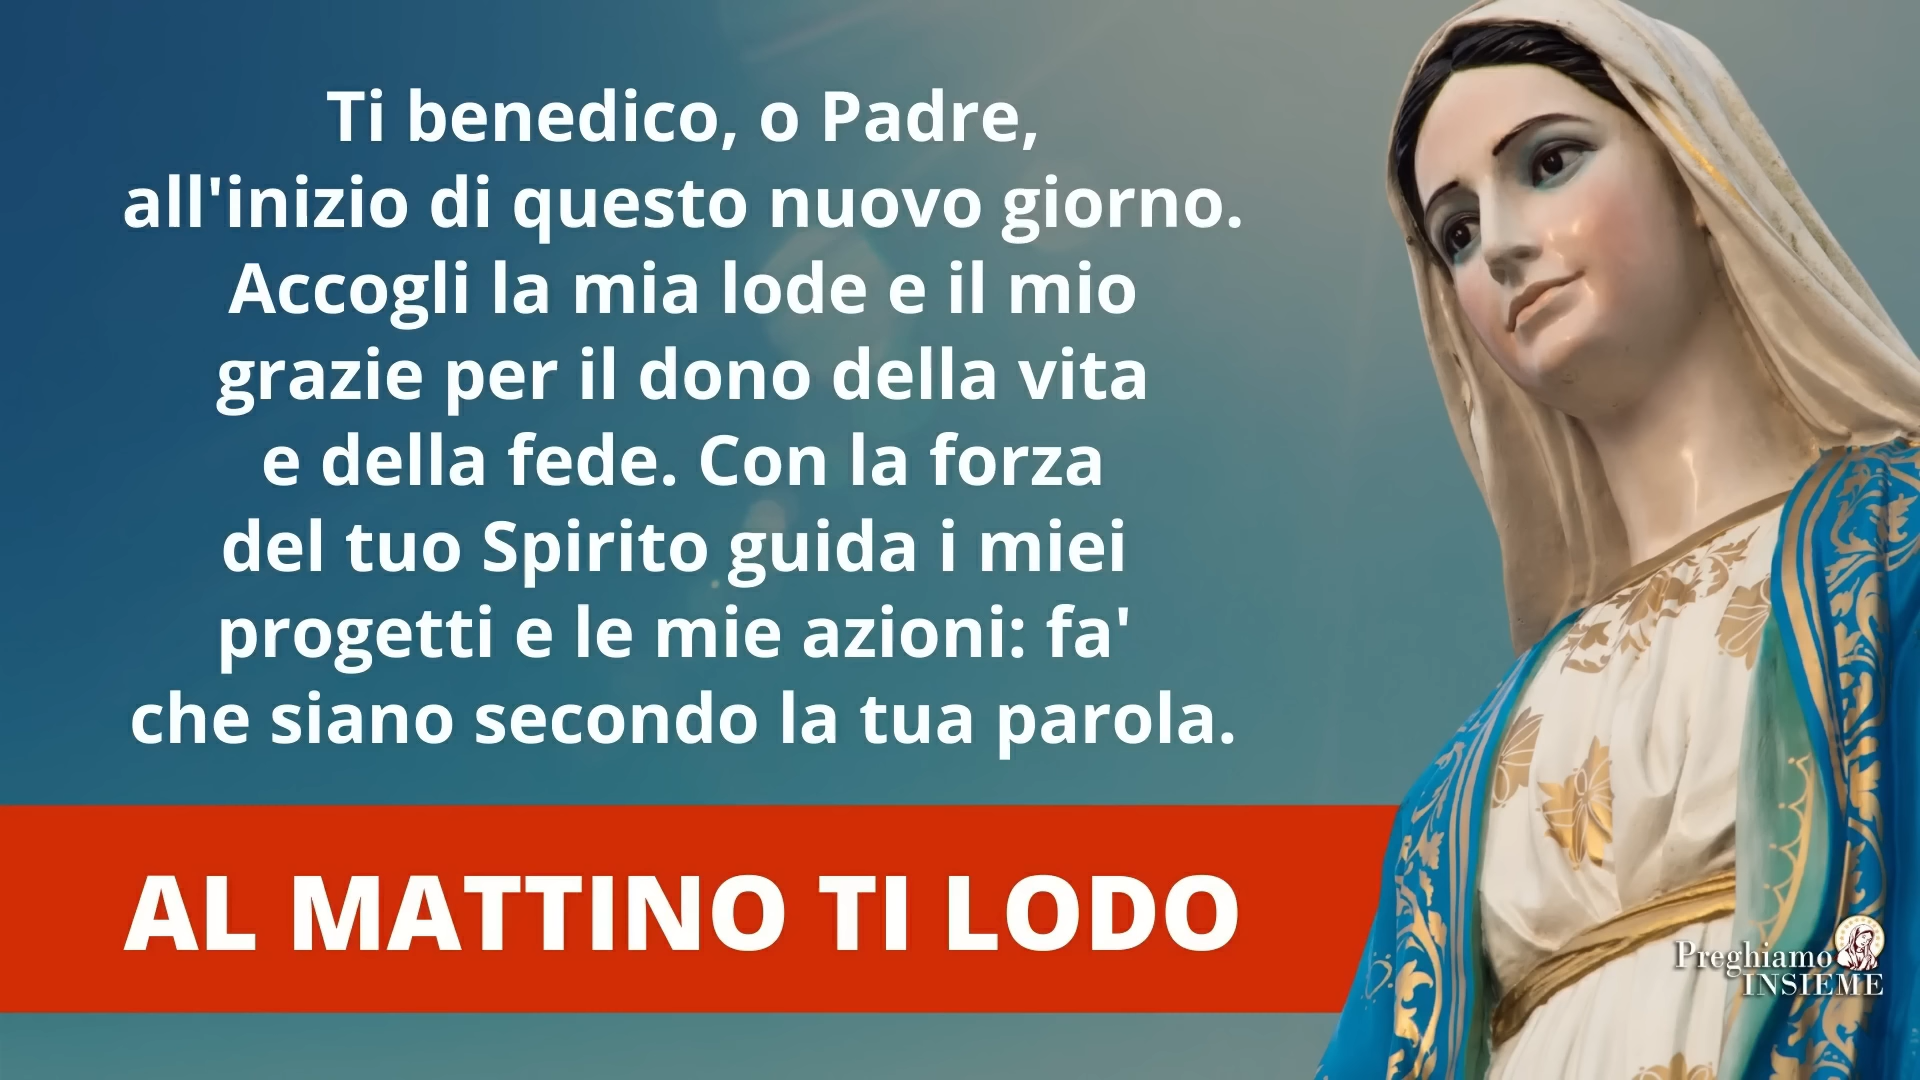 Ti benedico, o Padre,
all'inizio di questo nuovo giorno.
Accogli la mia lode e il mio
grazie per il dono della vita
e della fede. Con la forza
del tuo Spirito guida i miei
progetti e le mie azioni: fa'
che siano secondo la tua parola.
AL MATTINO TI LODO
Preghiamo
INSIEME